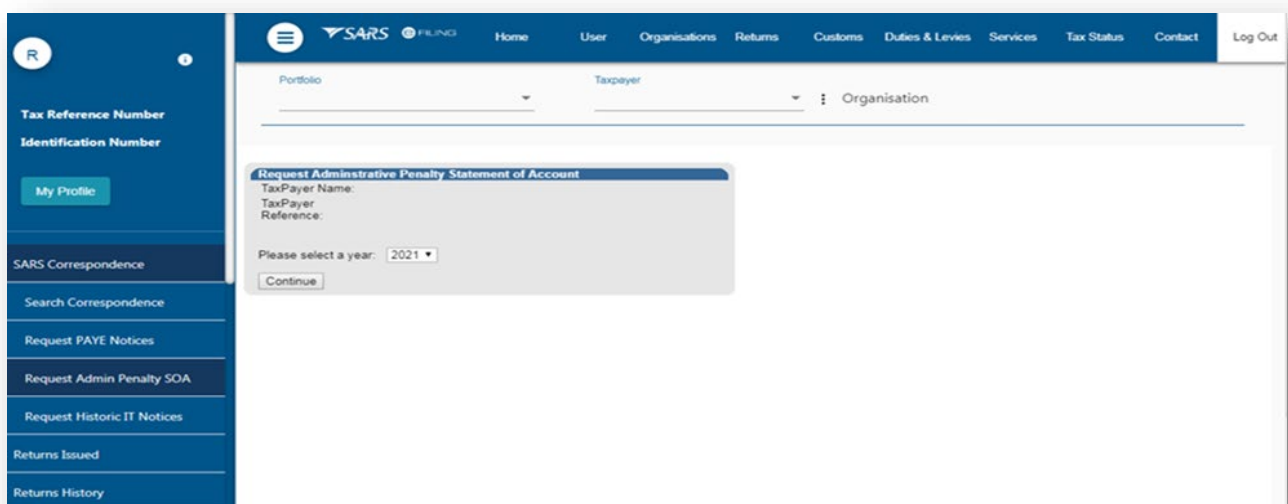 R
Tax Reference Number
Identification Number
My Profile
SARS Correspondence
Search Correspondence
Request PAYE Notices
Request Admin Penalty SOA
Request Historic IT Notices
Returns Issued
Returns History
SARS eFILING Home User Organisations Returns Customs Duties & Levies Services Tax Status Contact Log Out
Portfolio Taxpayer
Organisation
Request Adminstrative Penalty Statement of Account
TaxPayer Name:
TaxPayer
Reference:
Please select a year: 2021
Continue